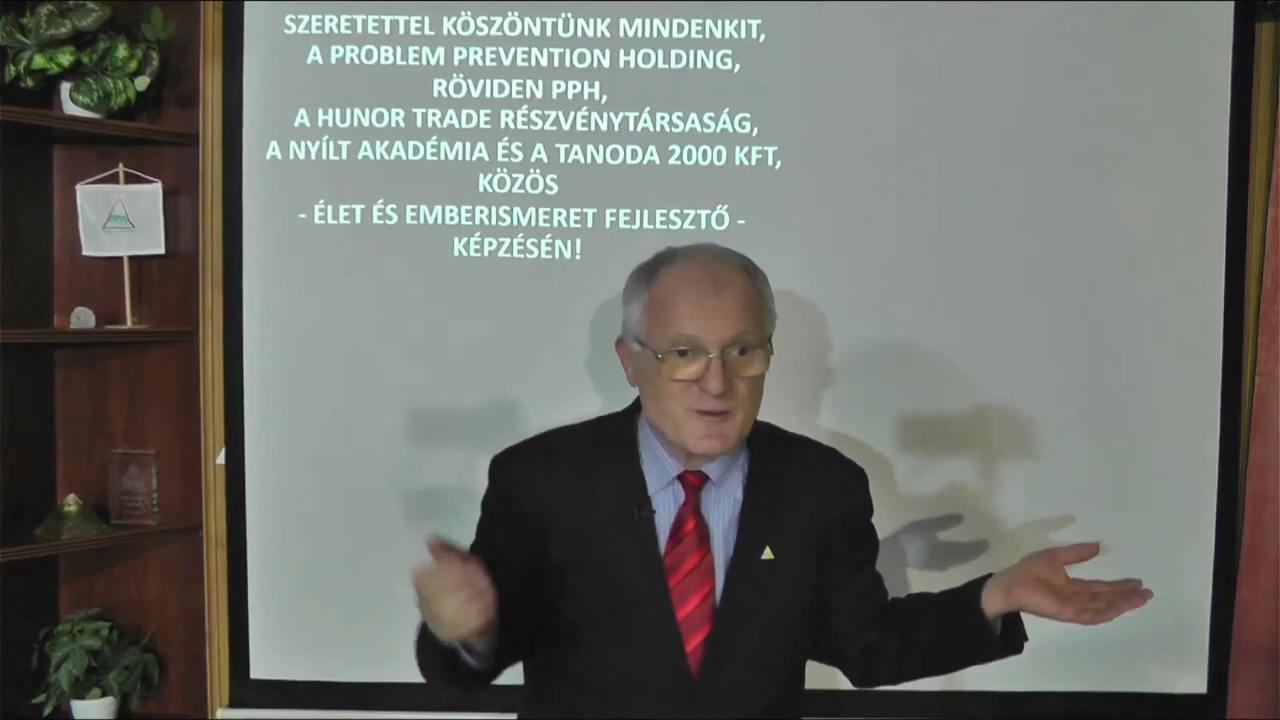 SZERETETTEL KÖSZÖNTÜNK MINDENKIT,
A PROBLEM PREVENTION HOLDING,
RÖVIDEN PPH,
A HUNOR TRADE RÉSZVÉNYTÁRSASÁG,
A NYÍLT AKADÉMIA ÉS A TANODA 2000 KFT,
KÖZÖS
- ÉLET ÉS EMBERISMERET FEJLESZTŐ -
KÉPZÉSÉN!